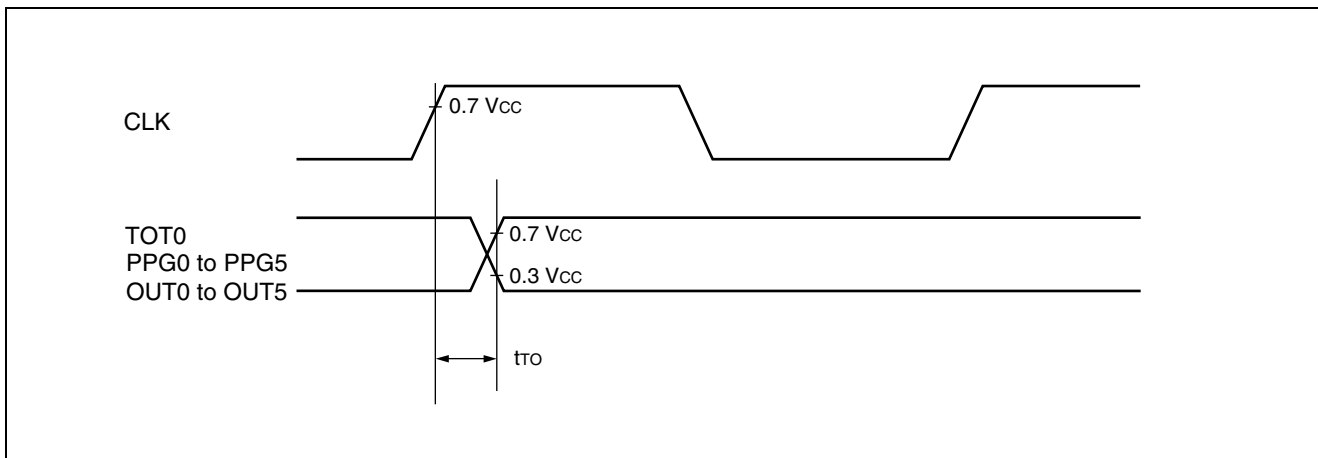 CLK
0.7 Vcc
TOT0
PPG0 to PPG5
OUT0 to OUT5
0.7 Vcc
0.3 Vcc
tTO